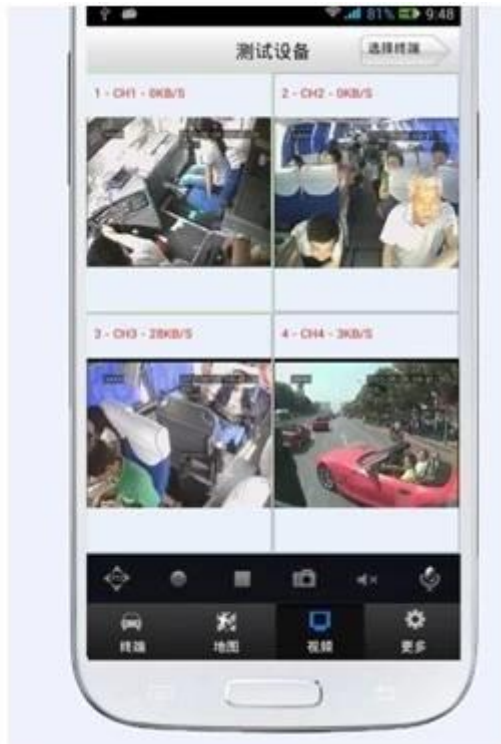 81% 9:48
测试设备 选择终端
1 - CH1 - 0KB/S 2 - CH2 - 0KB/S
3 - CH3 - 28KB/S 4 - CH4 - 3KB/S
终端 地图 视频 更多